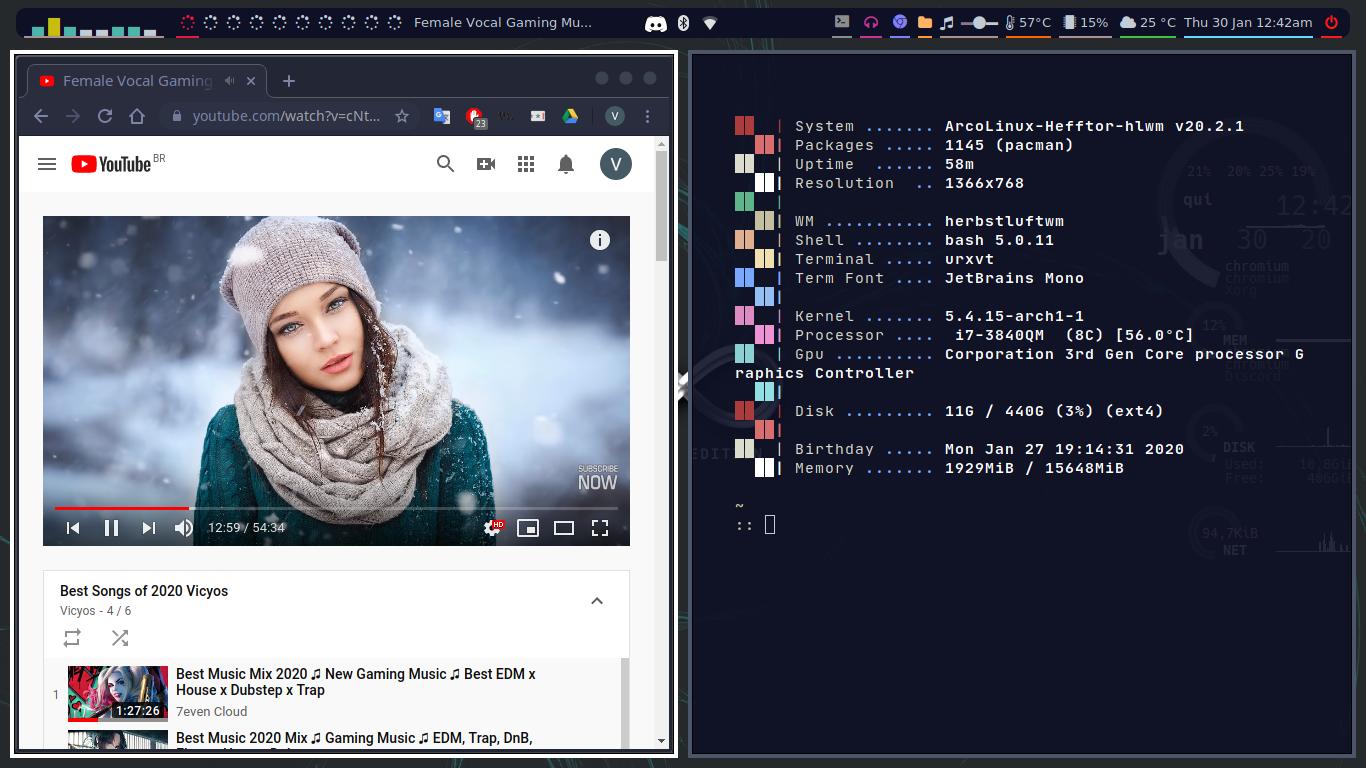 Female Vocal Gaming Mu...
57°C
15%
25 °C
Thu 30 Jan 12:42am
Female Vocal Gaming
youtube.com/watch?v=cNt...
23
V
YouTube BR
V
SUBSCRIBE
NOW
12:59 / 54:34
HD
Best Songs of 2020 Vicyos
Vicyos - 4 / 6
1
1:27:26
Best Music Mix 2020 ♫ New Gaming Music ♫ Best EDM x
House x Dubstep x Trap
7even Cloud
Best Music 2020 Mix ♫ Gaming Music ♫ EDM, Trap, DnB,
System ....... ArcoLinux-Hefftor-hlwm v20.2.1
Packages ..... 1145 (pacman)
Uptime ...... 58m
Resolution .. 1366x768
WM ........... herbstluftwm
Shell ........ bash 5.0.11
Terminal ..... urxvt
Term Font .... JetBrains Mono
Kernel ....... 5.4.15-arch1-1
Processor .... i7-3840QM (8C) [56.0°C]
Gpu .......... Corporation 3rd Gen Core processor G
raphics Controller
Disk ......... 11G / 440G (3%) (ext4)
Birthday ..... Mon Jan 27 19:14:31 2020
Memory ....... 1929MiB / 15648MiB
~
::
21% 20% 25% 19%
qui
12:42
jan 30 20
chromium
chromium
Xorg
12%
MEM
chromium
Discord
2%
DISK
Used:
Free:
94,7KiB
NET